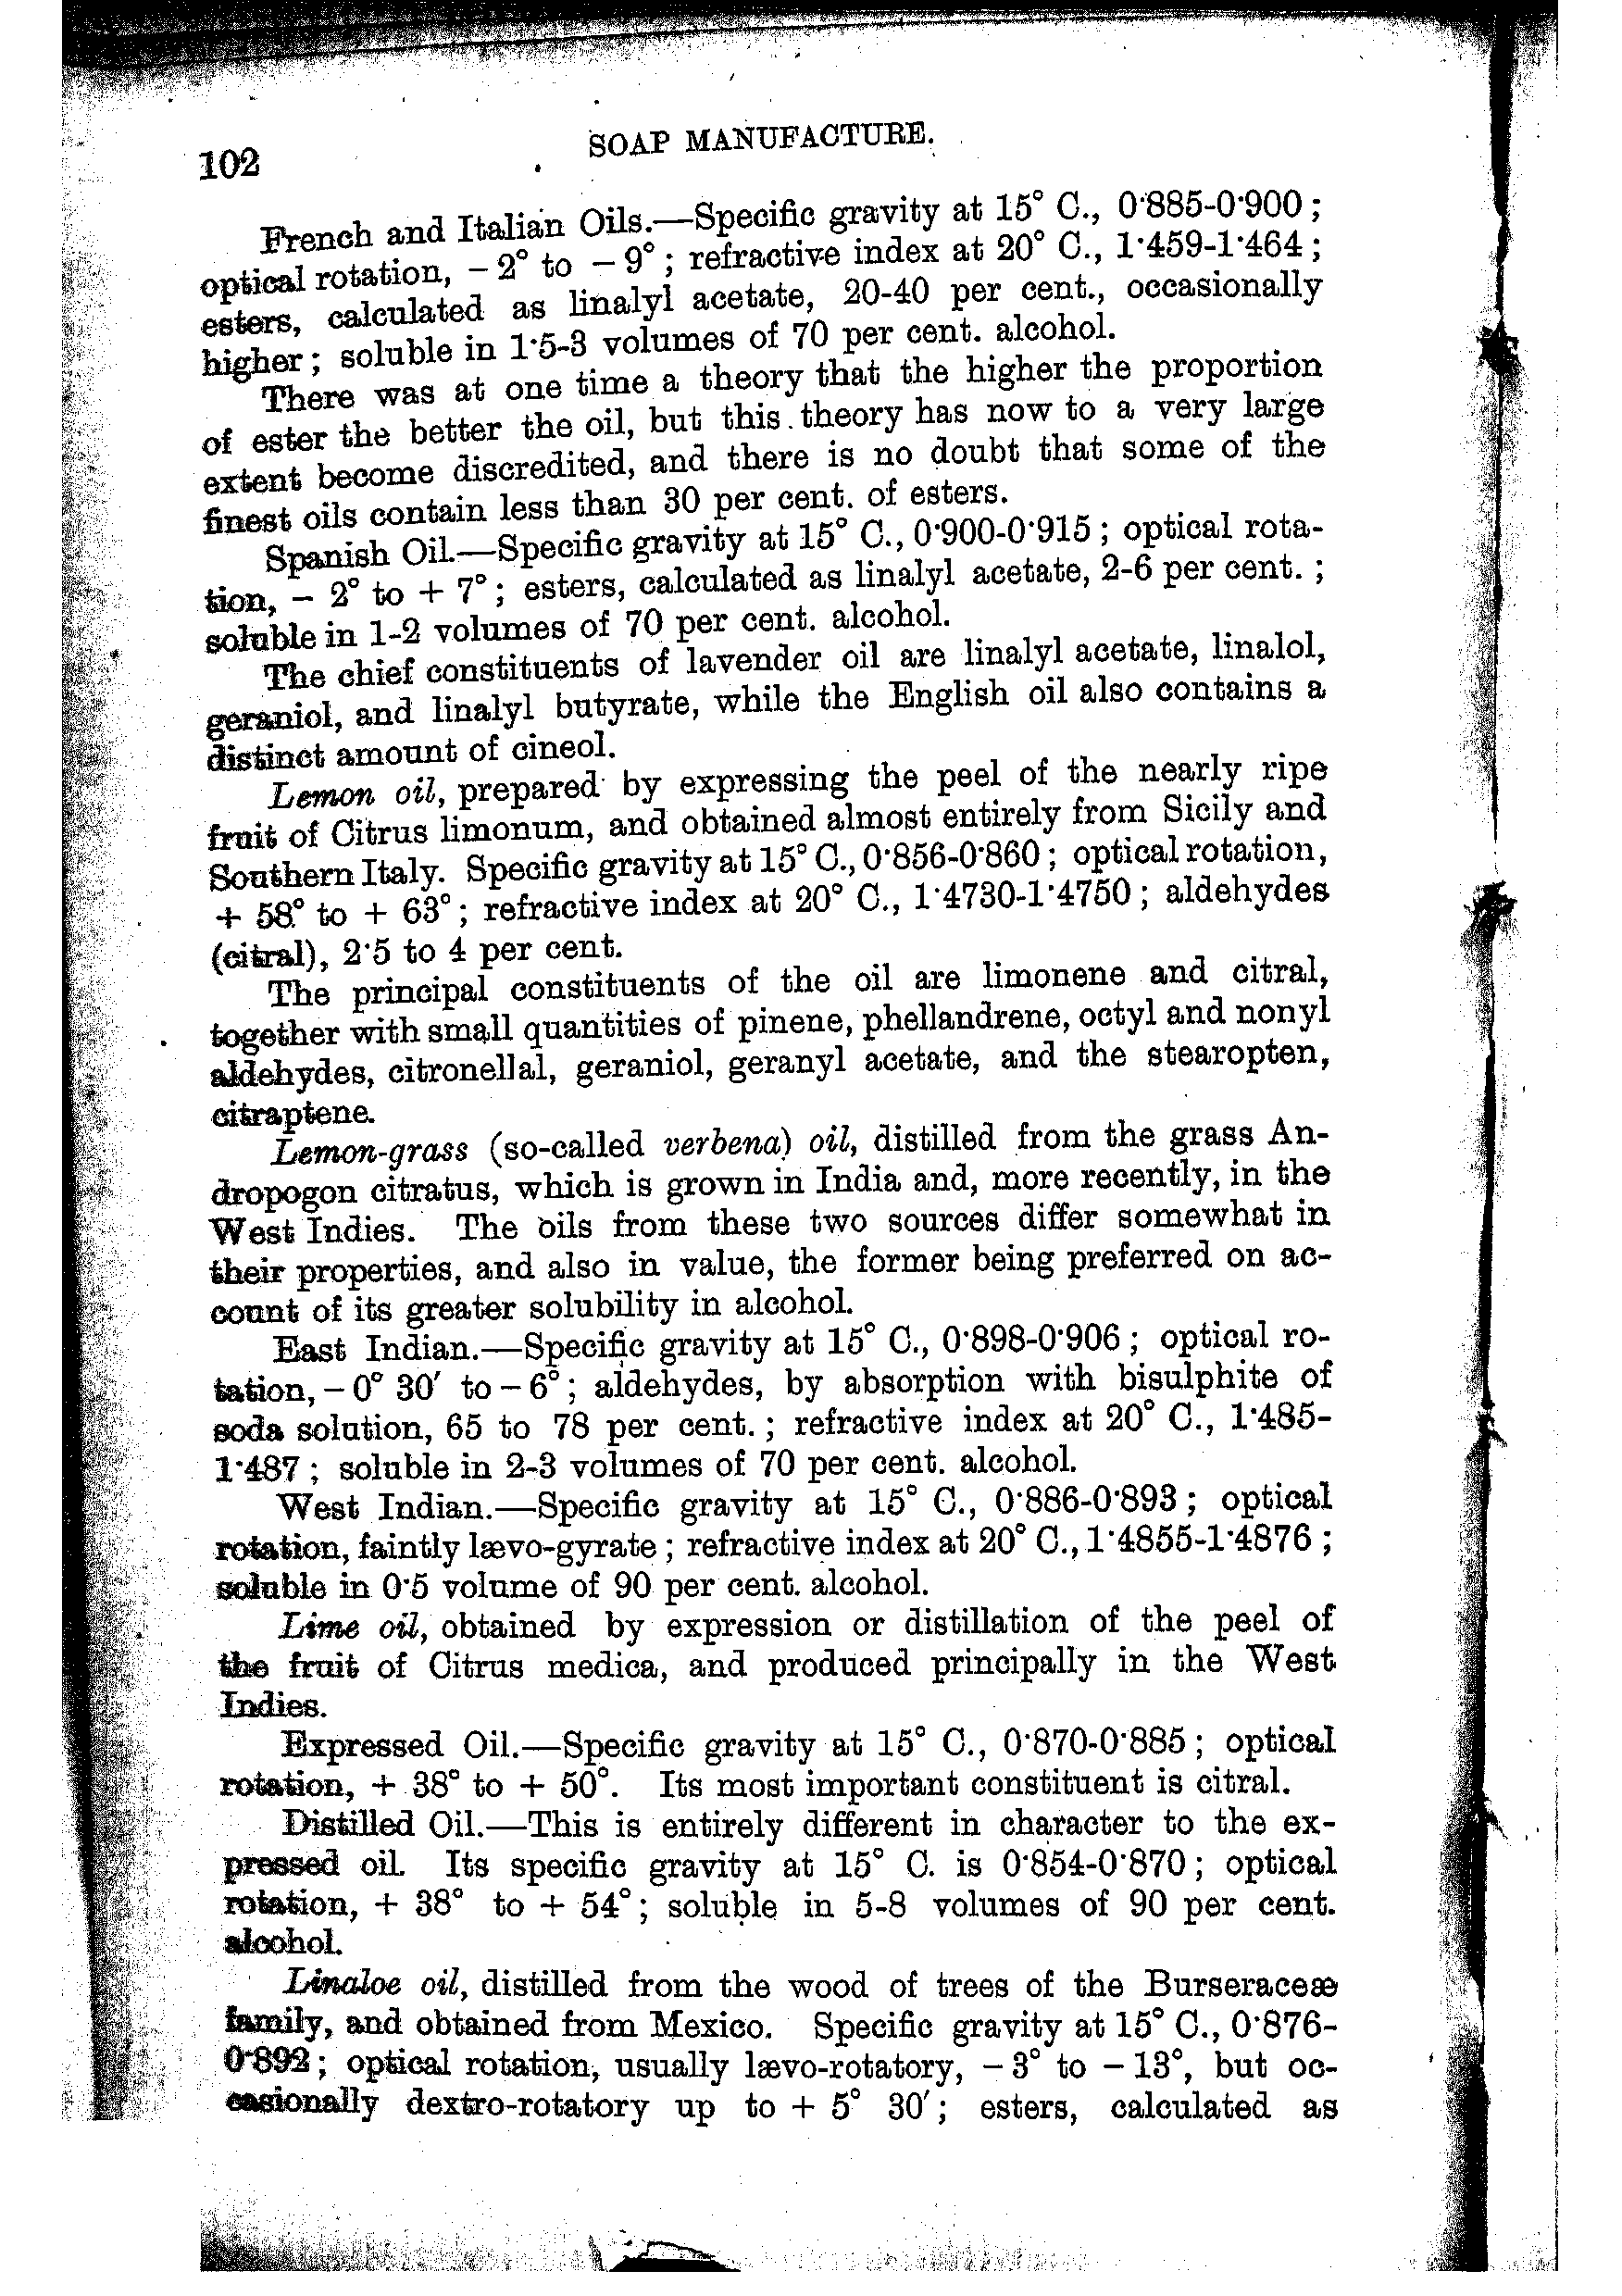 102
SOAP MANUFACTURE.
French and Italian Oils.—Specific gravity at 15° C., 0·885-0·900;
optical rotation, – 2° to – 9°; refractive index at 20° C., 1·459-1·464;
esters, calculated as linalyl acetate, 20-40 per cent., occasionally
higher; soluble in 1·5-3 volumes of 70 per cent. alcohol.
There was at one time a theory that the higher the proportion
of ester the better the oil, but this theory has now to a very large
extent become discredited, and there is no doubt that some of the
finest oils contain less than 30 per cent. of esters.
Spanish Oil.—Specific gravity at 15° C., 0·900-0·915; optical rota-
tion, – 2° to + 7°; esters, calculated as linalyl acetate, 2-6 per cent.;
soluble in 1-2 volumes of 70 per cent. alcohol.
The chief constituents of lavender oil are linalyl acetate, linalol,
geraniol, and linalyl butyrate, while the English oil also contains a
distinct amount of cineol.
Lemon oil, prepared by expressing the peel of the nearly ripe
fruit of Citrus limonum, and obtained almost entirely from Sicily and
Southern Italy. Specific gravity at 15° C., 0·856-0·860; optical rotation,
+ 58° to + 63°; refractive index at 20° C., 1·4730-1·4750; aldehydes
(citral), 2·5 to 4 per cent.
The principal constituents of the oil are limonene and citral,
together with small quantities of pinene, phellandrene, octyl and nonyl
aldehydes, citronellal, geraniol, geranyl acetate, and the stearopten,
citraptene.
Lemon-grass (so-called verbena) oil, distilled from the grass An-
dropogon citratus, which is grown in India and, more recently, in the
West Indies. The oils from these two sources differ somewhat in
their properties, and also in value, the former being preferred on ac-
count of its greater solubility in alcohol.
East Indian.—Specific gravity at 15° C., 0·898-0·906; optical ro-
tation, – 0° 30′ to – 6°; aldehydes, by absorption with bisulphite of
soda solution, 65 to 78 per cent.; refractive index at 20° C., 1·485-
1·487; soluble in 2-3 volumes of 70 per cent. alcohol.
West Indian.—Specific gravity at 15° C., 0·886-0·893; optical
rotation, faintly lævo-gyrate; refractive index at 20° C., 1·4855-1·4876;
soluble in 0·5 volume of 90 per cent. alcohol.
Lime oil, obtained by expression or distillation of the peel of
the fruit of Citrus medica, and produced principally in the West
Indies.
Expressed Oil.—Specific gravity at 15° C., 0·870-0·885; optical
rotation, + 38° to + 50°. Its most important constituent is citral.
Distilled Oil.—This is entirely different in character to the ex-
pressed oil. Its specific gravity at 15° C. is 0·854-0·870; optical
rotation, + 38° to + 54°; soluble in 5-8 volumes of 90 per cent.
alcohol.
Linaloe oil, distilled from the wood of trees of the Burseraceæ
family, and obtained from Mexico. Specific gravity at 15° C., 0·876-
0·892; optical rotation, usually lævo-rotatory, – 3° to – 13°, but oc-
casionally dextro-rotatory up to + 5° 30′; esters, calculated as